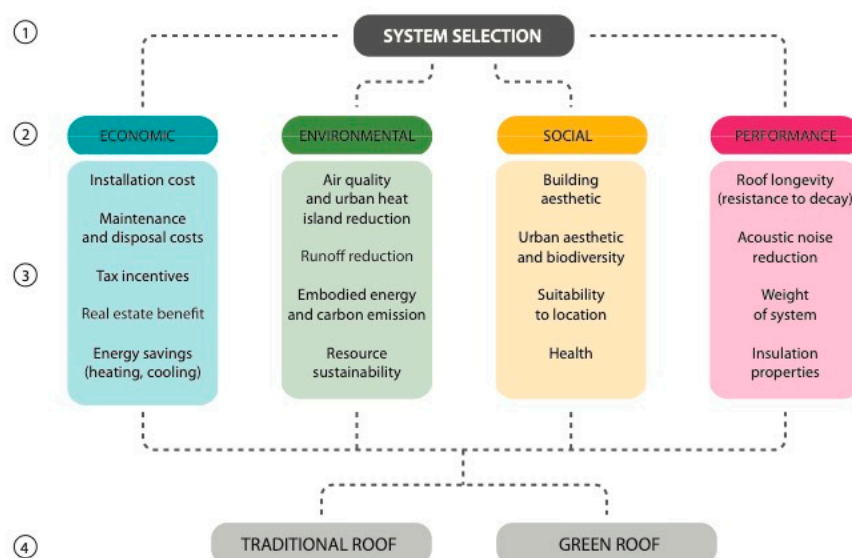 1
SYSTEM SELECTION
2
ECONOMIC
ENVIRONMENTAL
SOCIAL
PERFORMANCE
3
Installation cost
Maintenance
and disposal costs
Tax incentives
Real estate benefit
Energy savings
(heating, cooling)
Air quality
and urban heat
island reduction
Runoff reduction
Embodied energy
and carbon emission
Resource
sustainability
Building
aesthetic
Urban aesthetic
and biodiversity
Suitability
to location
Health
Roof longevity
(resistance to decay)
Acoustic noise
reduction
Weight
of system
Insulation
properties
4
TRADITIONAL ROOF
GREEN ROOF